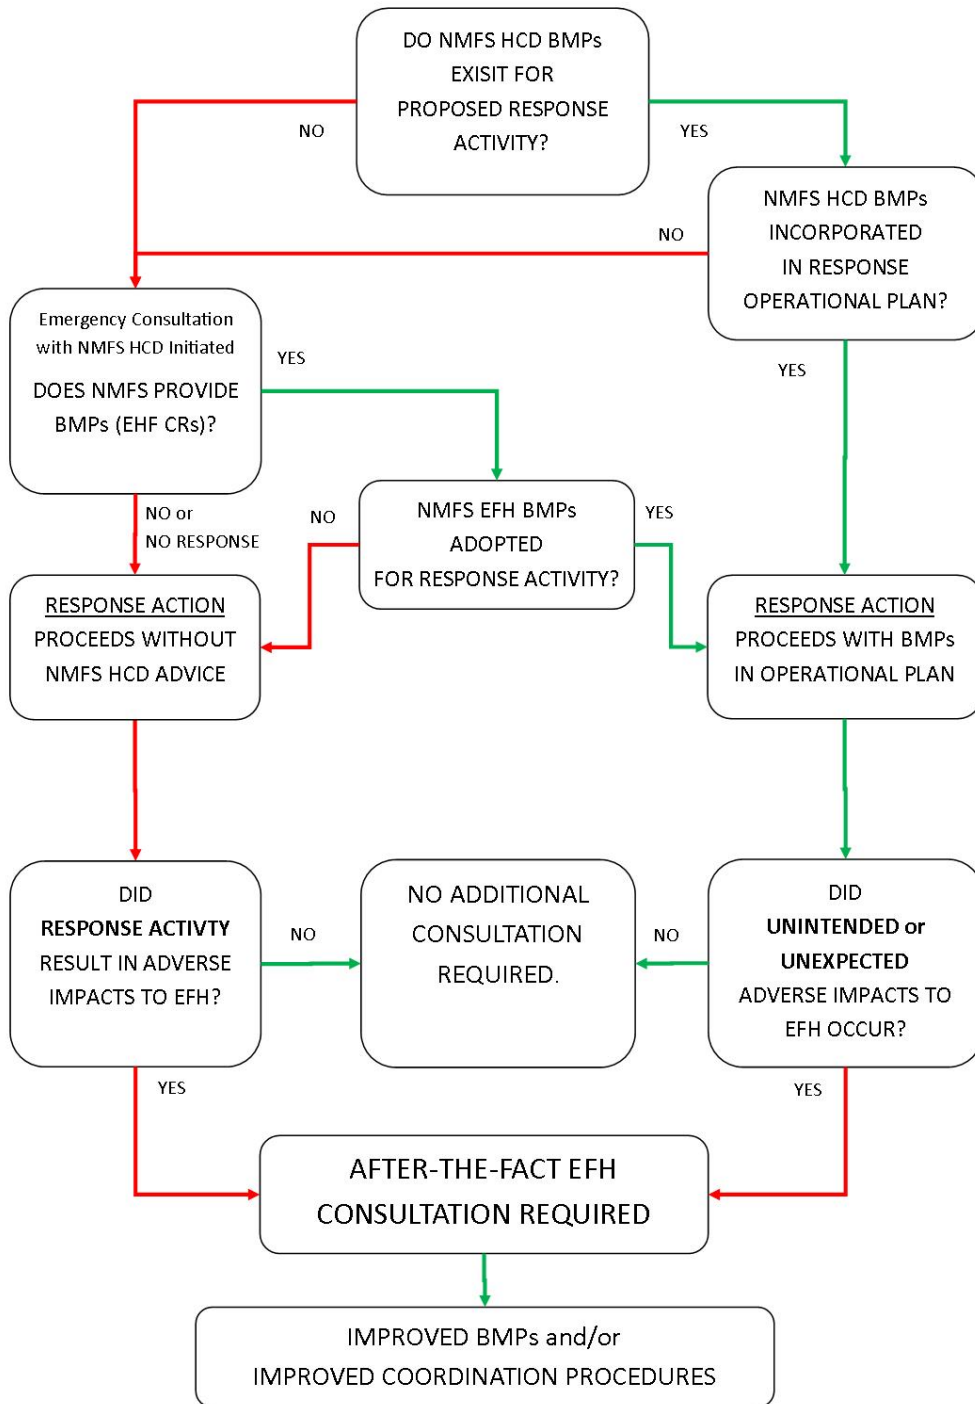 DO NMFS HCD BMPs
EXISIT FOR
PROPOSED RESPONSE
ACTIVITY?
NO
YES
NMFS HCD BMPs
INCORPORATED
IN RESPONSE
OPERATIONAL PLAN?
NO
YES
Emergency Consultation
with NMFS HCD Initiated
DOES NMFS PROVIDE
BMPs (EHF CRs)?
YES
NO or
NO RESPONSE
NMFS EFH BMPs
ADOPTED
FOR RESPONSE ACTIVITY?
NO
YES
RESPONSE ACTION
PROCEEDS WITHOUT
NMFS HCD ADVICE
RESPONSE ACTION
PROCEEDS WITH BMPs
IN OPERATIONAL PLAN
DID
RESPONSE ACTIVTY
RESULT IN ADVERSE
IMPACTS TO EFH?
NO
YES
NO ADDITIONAL
CONSULTATION
REQUIRED.
DID
UNINTENDED or
UNEXPECTED
ADVERSE IMPACTS TO
EFH OCCUR?
NO
YES
AFTER-THE-FACT EFH
CONSULTATION REQUIRED
IMPROVED BMPs and/or
IMPROVED COORDINATION PROCEDURES